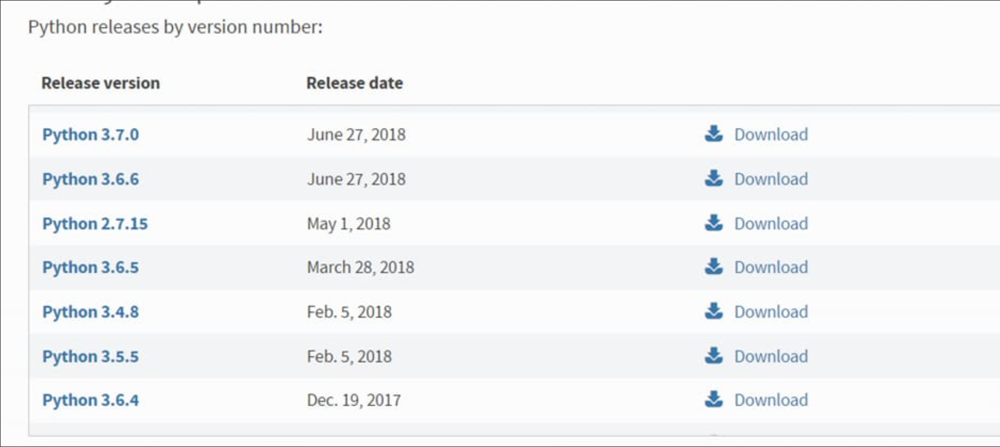 Python releases by version number:
Release version Release date
Python 3.7.0 June 27, 2018 Download
Python 3.6.6 June 27, 2018 Download
Python 2.7.15 May 1, 2018 Download
Python 3.6.5 March 28, 2018 Download
Python 3.4.8 Feb. 5, 2018 Download
Python 3.5.5 Feb. 5, 2018 Download
Python 3.6.4 Dec. 19, 2017 Download